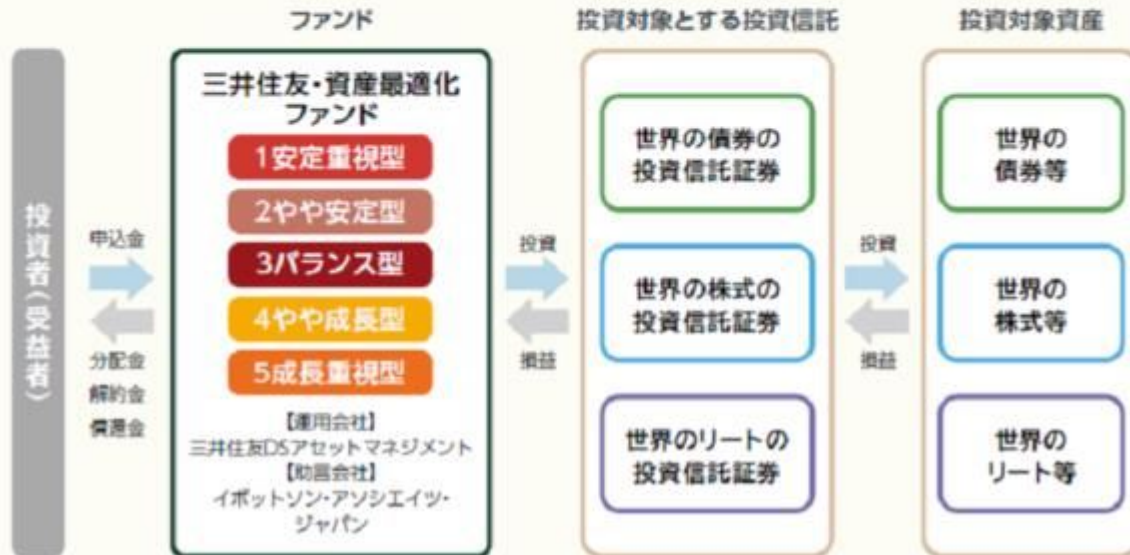 ファンド
投資対象とする投資信託
投資対象資産
投資者(受益者)
申込金
分配金
解約金
償還金
三井住友・資産最適化
ファンド
1安定重視型
2やや安定型
3バランス型
4やや成長型
5成長重視型
【運用会社】
三井住友DSアセットマネジメント
【助言会社】
イボットソン・アソシエイツ・
ジャパン
投資
損益
世界の債券の
投資信託証券
世界の株式の
投資信託証券
世界のリートの
投資信託証券
投資
損益
世界の
債券等
世界の
株式等
世界の
リート等